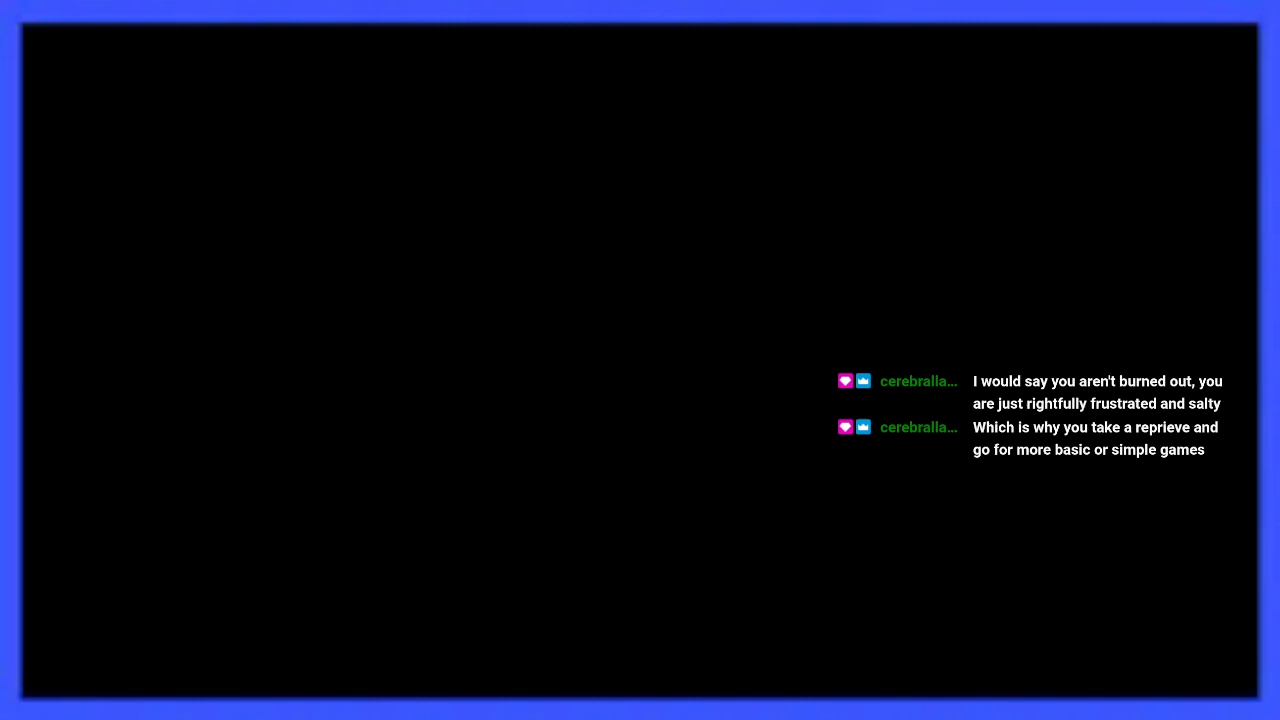 cerebralla... I would say you aren't burned out, you
are just rightfully frustrated and salty
cerebralla... Which is why you take a reprieve and
go for more basic or simple games